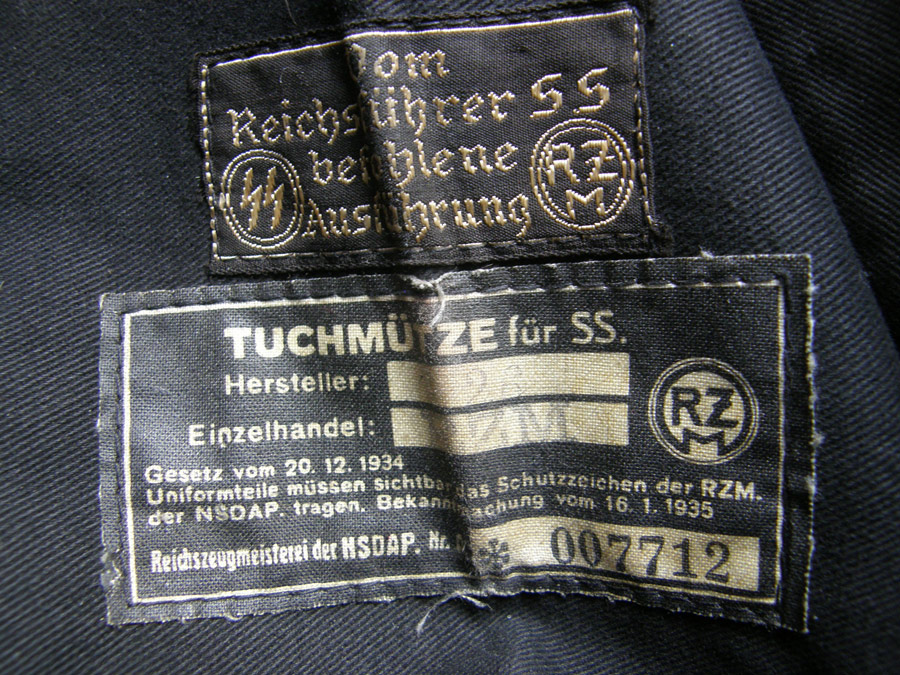 Vom
Reichsführer SS
befohlene
Ausführung
SS
RZM
TUCHMÜTZE für SS.
Hersteller:
Einzelhandel:
RZM
Gesetz vom 20. 12. 1934
Uniformteile müssen sichtbar das Schutzzeichen der RZM.
der NSDAP. tragen. Bekanntmachung vom 16. 1. 1935
Reichszeugmeisterei der NSDAP. Nr. 007712